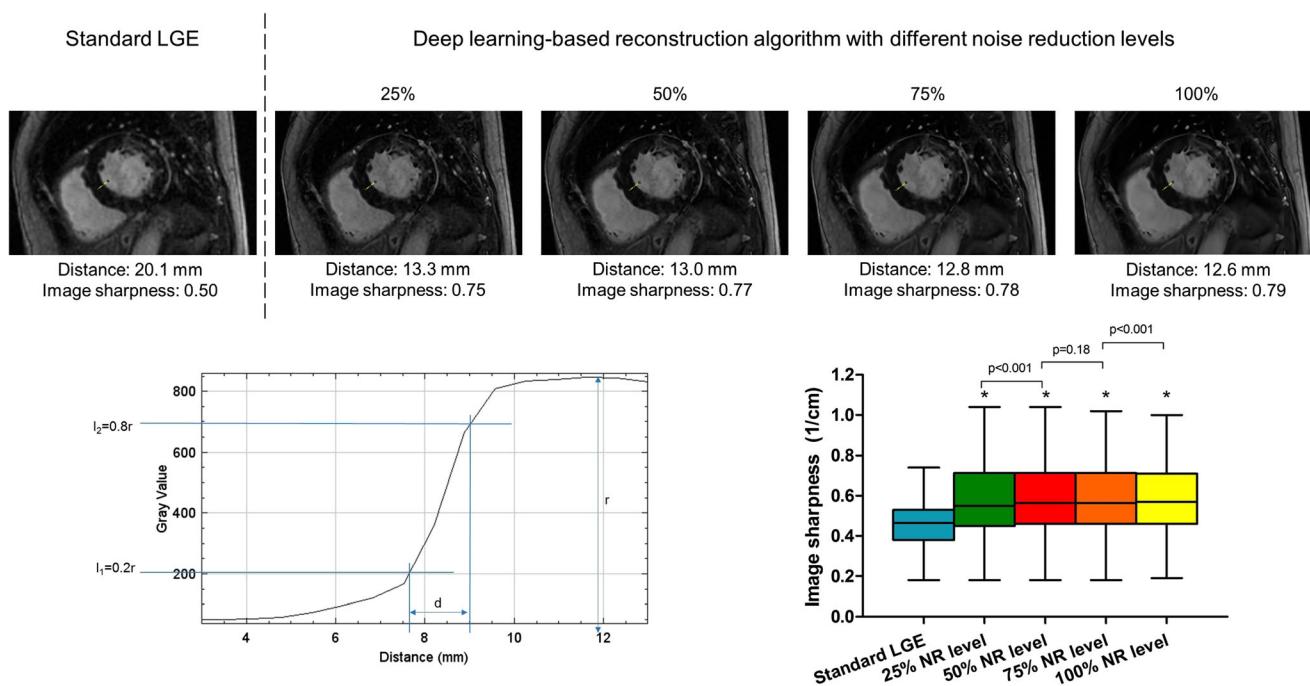 Standard LGE
Deep learning-based reconstruction algorithm with different noise reduction levels
25%
50%
75%
100%
Distance: 20.1 mm
Image sharpness: 0.50
Distance: 13.3 mm
Image sharpness: 0.75
Distance: 13.0 mm
Image sharpness: 0.77
Distance: 12.8 mm
Image sharpness: 0.78
Distance: 12.6 mm
Image sharpness: 0.79
800
600
400
200
Gray Value
I₂=0.8r
I₁=0.2r
d
r
4
6
8
10
12
Distance (mm)
p<0.001
p=0.18
p<0.001
* * * *
Image sharpness (1/cm)
1.2
1.0
0.8
0.6
0.4
0.2
0.0
Standard LGE
25% NR level
50% NR level
75% NR level
100% NR level